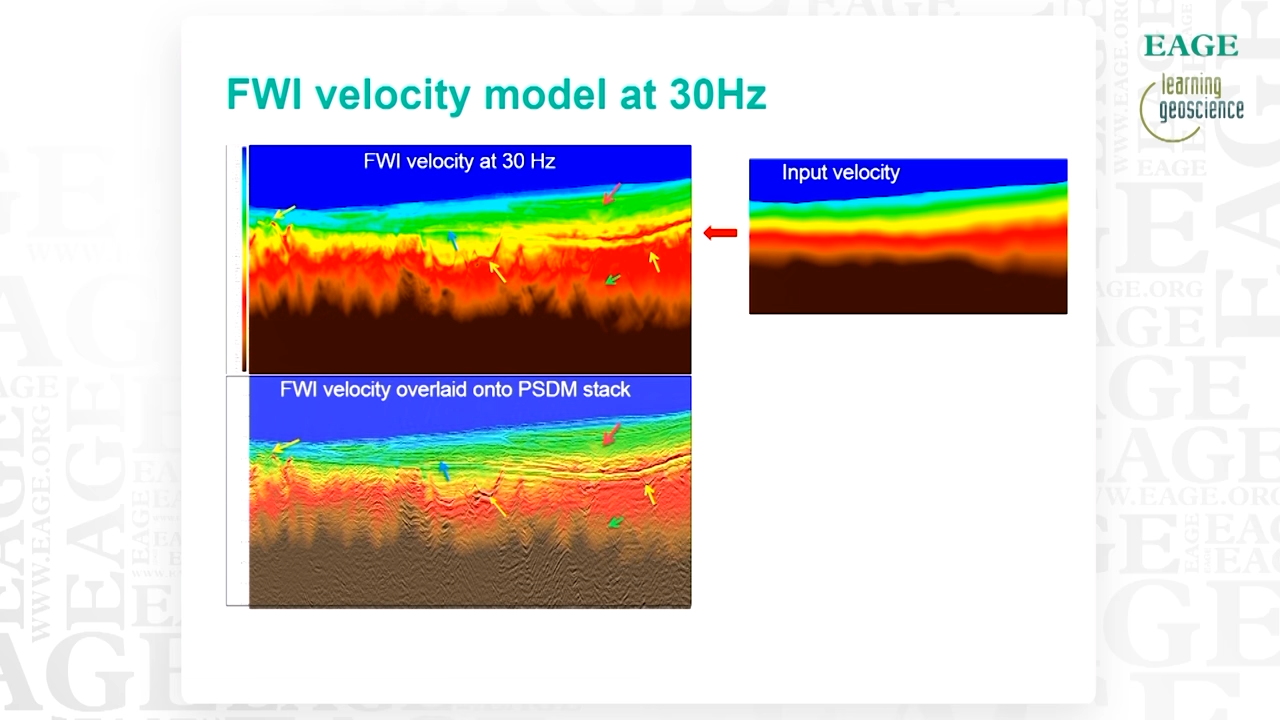 FWI velocity model at 30Hz
EAGE
learning
geoscience
FWI velocity at 30 Hz
Input velocity
FWI velocity overlaid onto PSDM stack